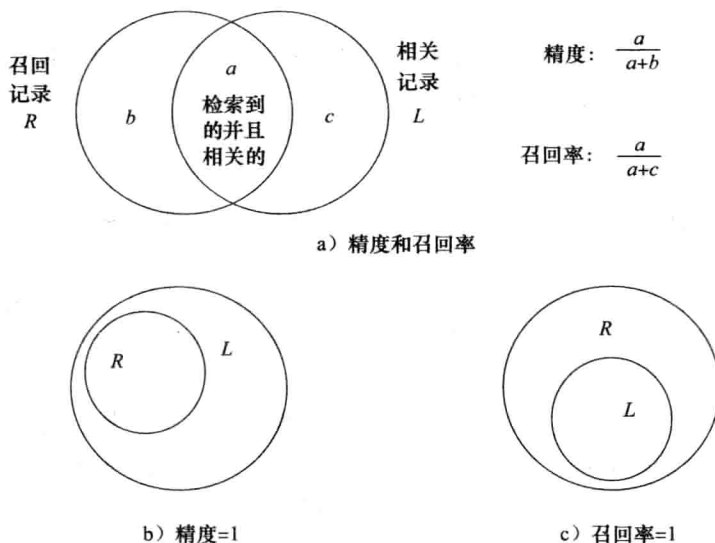 召回
记录
R
b
a
检索到
的并且
相关的
c
相关
记录
L
精度: a/a+b
召回率: a/a+c
a) 精度和召回率
R
L
b) 精度=1
R
L
c) 召回率=1